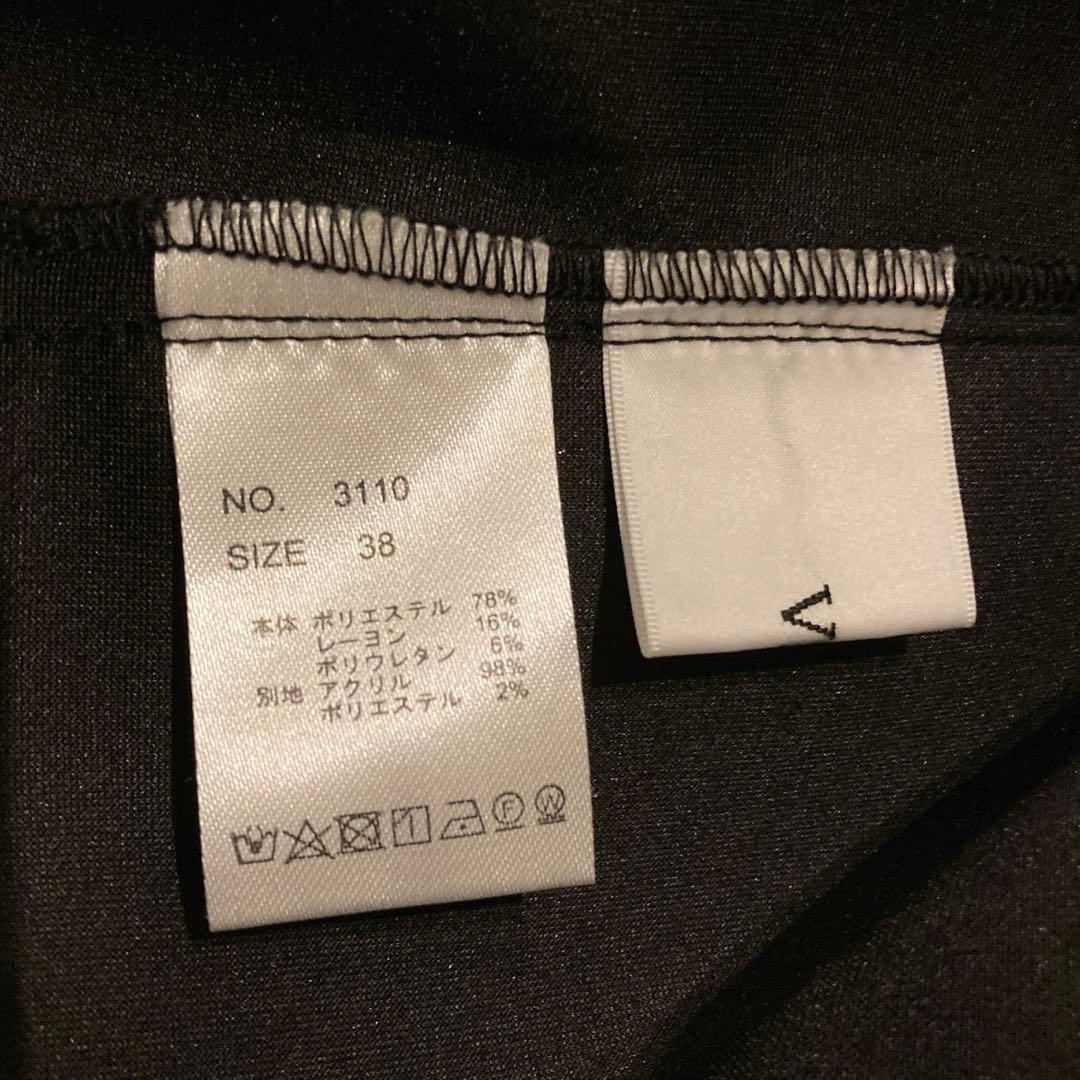 NO. 3110
SIZE 38
本体 ポリエステル 78%
レーヨン 16%
ポリウレタン 6%
別地 アクリル 98%
ポリエステル 2%
F W
V